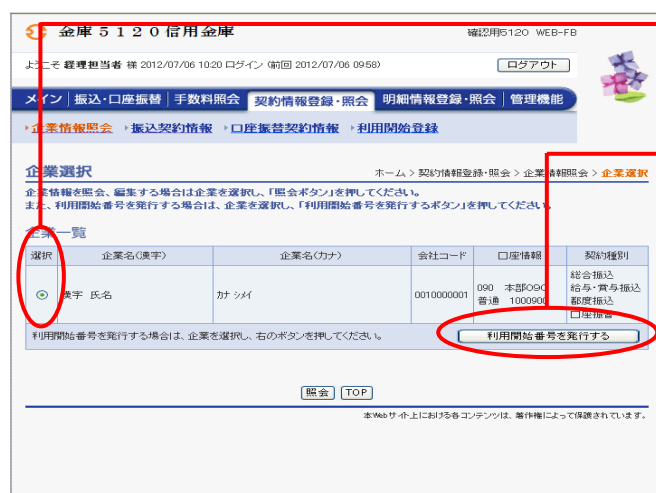 金庫５１２０信用金庫
確認用5120 WEB-FB
ようこそ 経理担当者 様 2012/07/06 10:20 ログイン (前回 2012/07/06 09:58)
ログアウト
メイン 振込・口座振替 手数料照会 契約情報登録・照会 明細情報登録・照会 管理機能
企業情報照会 振込契約情報 口座振替契約情報 利用開始登録
企業選択
ホーム > 契約情報登録・照会 > 企業情報照会 > 企業選択
企業情報を照会、編集する場合は企業を選択し、「照会ボタン」を押してください。
また、利用開始番号を発行する場合は、企業を選択し、「利用開始番号を発行するボタン」を押してください。
企業一覧
選択 企業名(漢字) 企業名(カナ) 会社コード 口座情報 契約種別
漢字 氏名 ｶﾅ ｼﾒｲ 0010000001
090 本部090
普通 1000900
総合振込
給与・賞与振込
都度振込
口座振替
利用開始番号を発行する場合は、企業を選択し、右のボタンを押してください。
利用開始番号を発行する
照会 TOP
本Webサイト上における各コンテンツは、著作権によって保護されています。